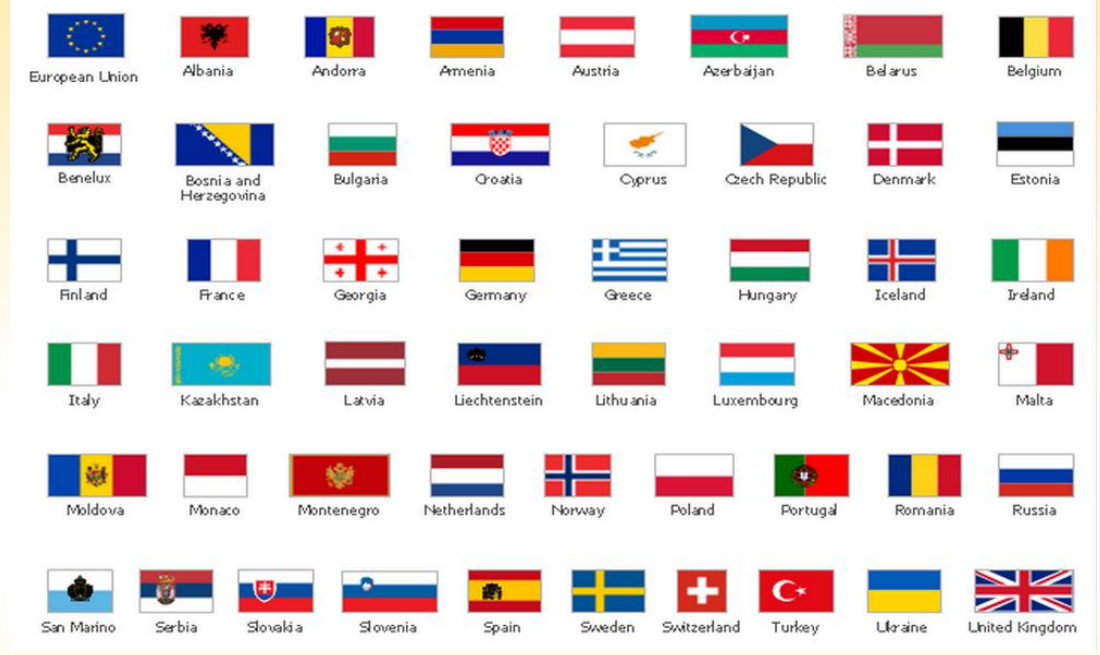 European Union Albania Andorra Armenia Austria Azerbaijan Belarus Belgium
Benelux Bosnia and Herzegovina Bulgaria Croatia Cyprus Czech Republic Denmark Estonia
Finland France Georgia Germany Greece Hungary Iceland Ireland
Italy Kazakhstan Latvia Liechtenstein Lithuania Luxembourg Macedonia Malta
Moldova Monaco Montenegro Netherlands Norway Poland Portugal Romania Russia
San Marino Serbia Slovakia Slovenia Spain Sweden Switzerland Turkey Ukraine United Kingdom